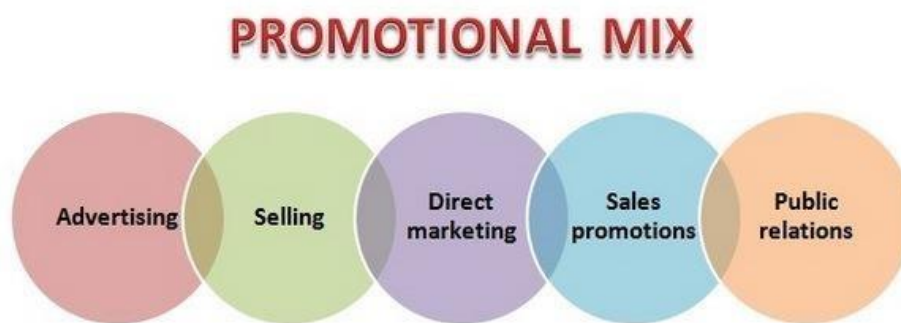 PROMOTIONAL MIX
Advertising
Selling
Direct
marketing
Sales
promotions
Public
relations